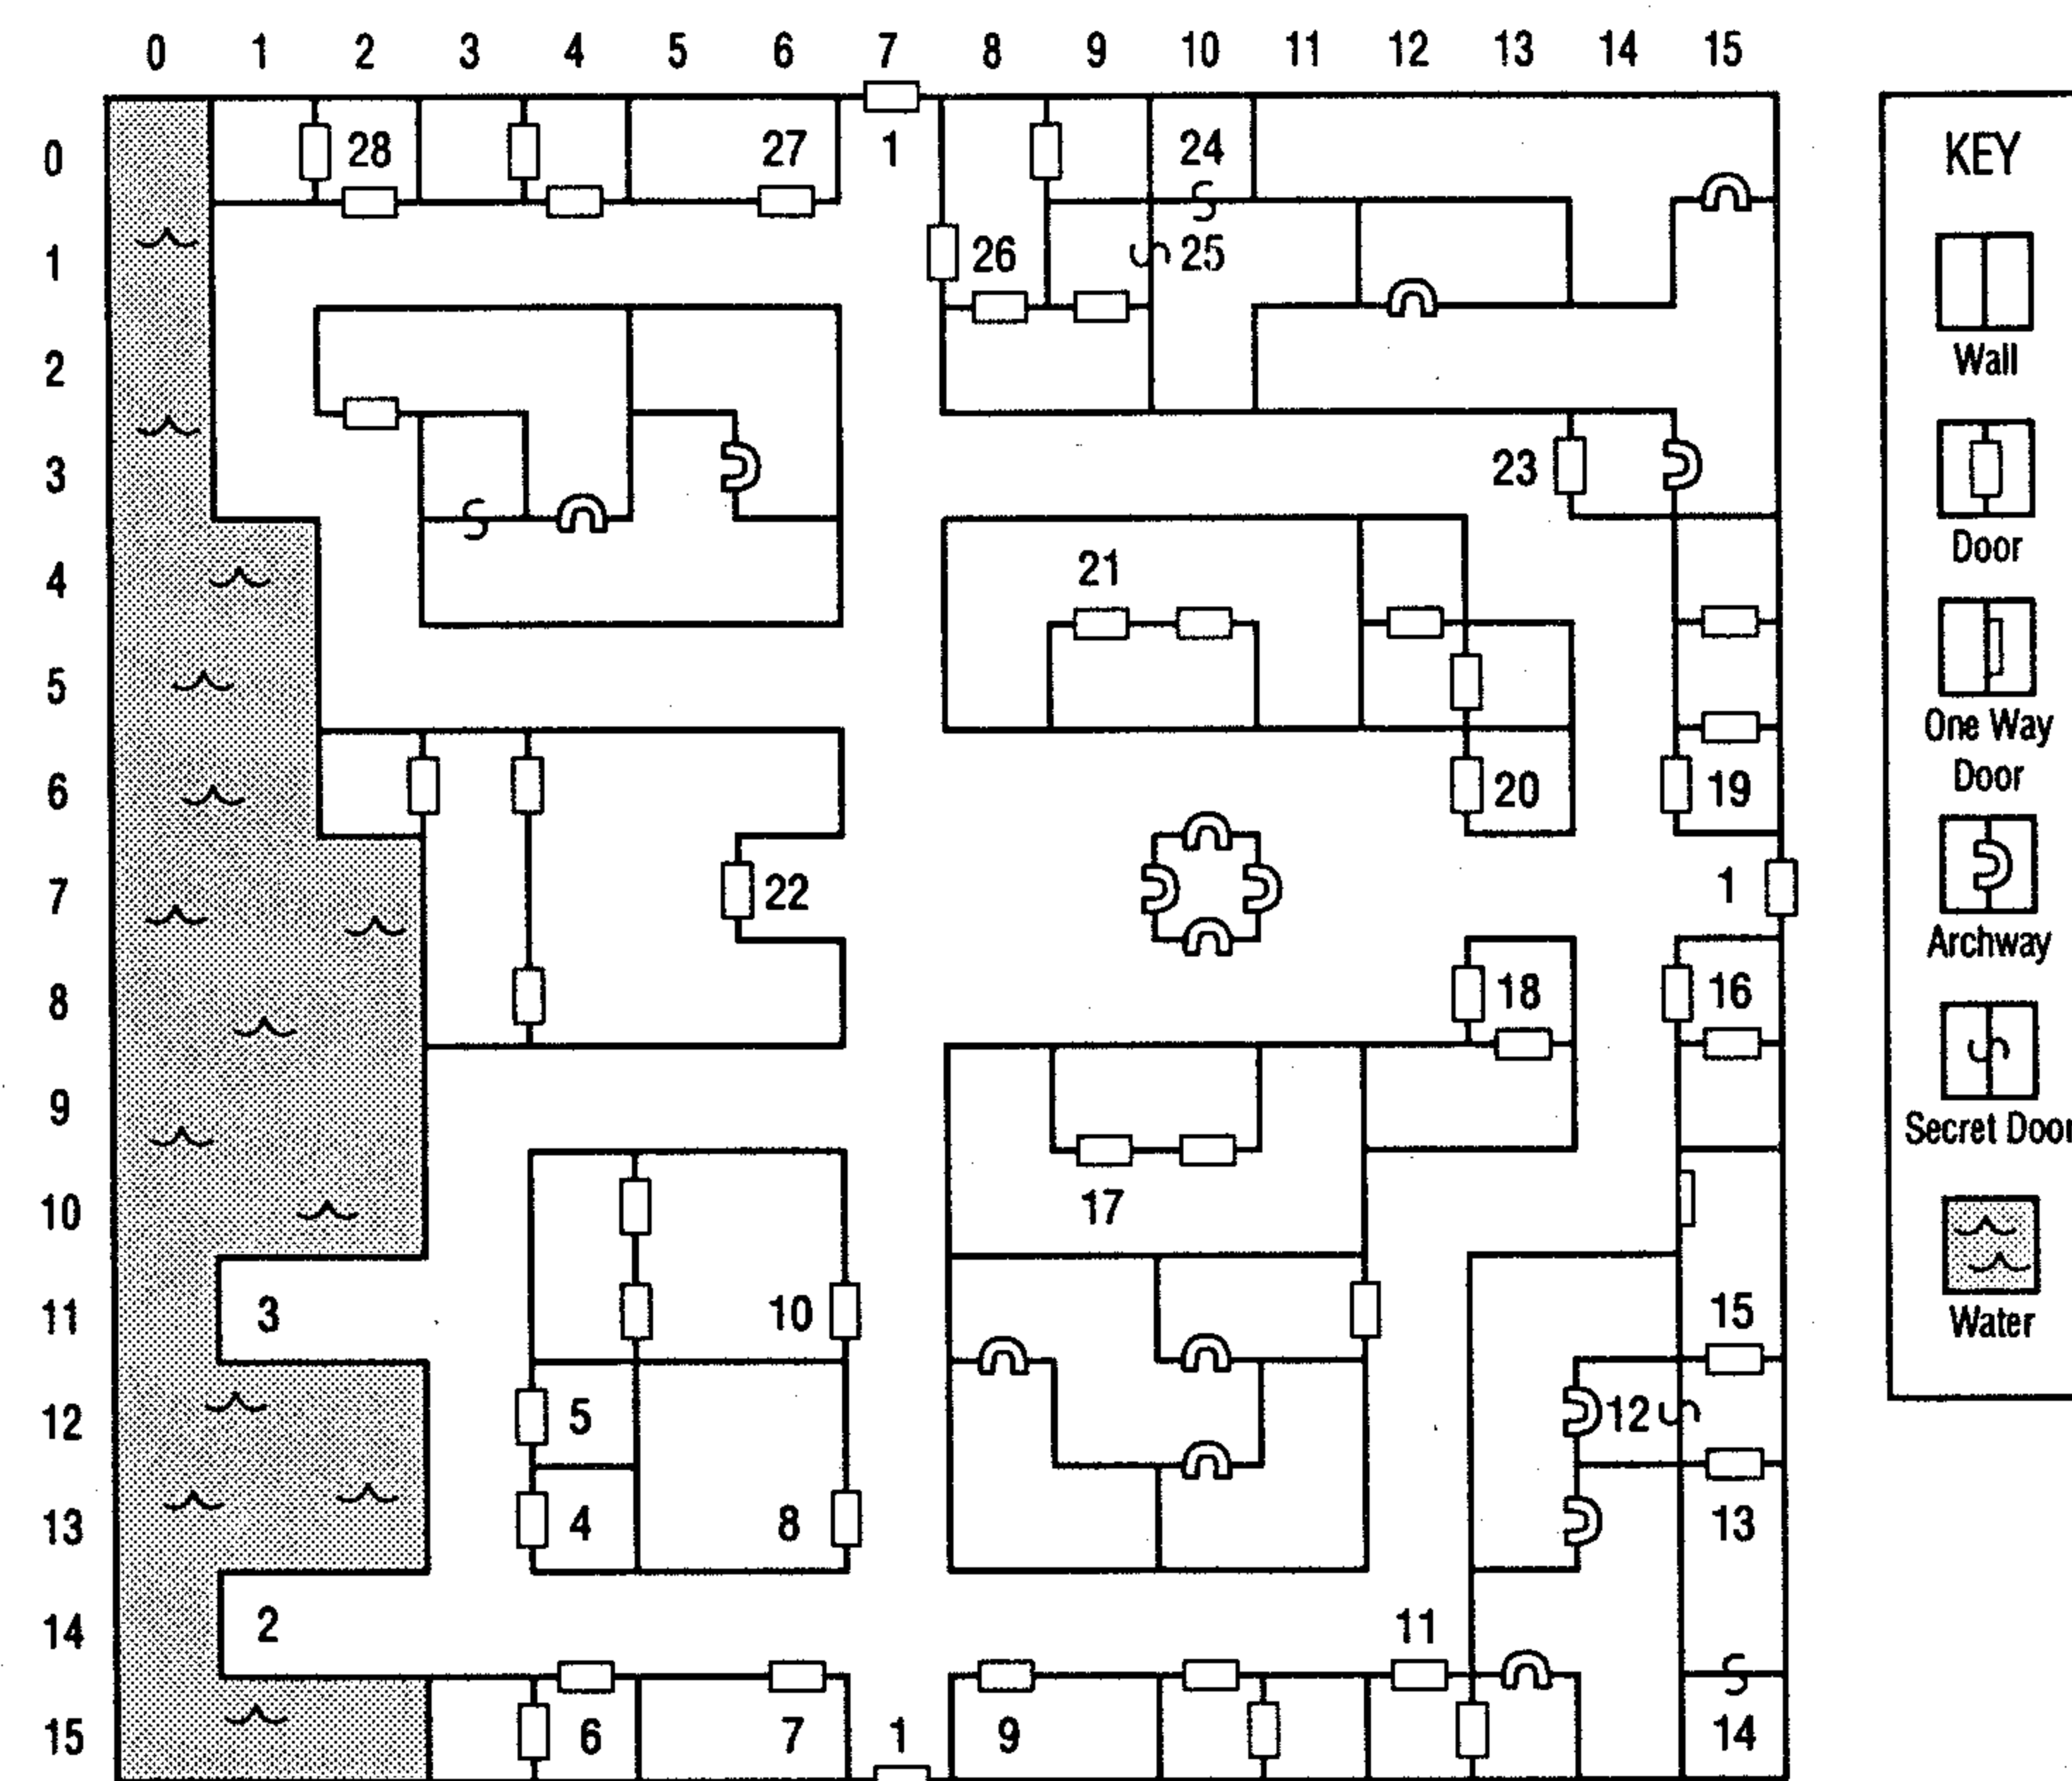 0 1 2 3 4 5 6 7 8 9 10 11 12 13 14 15
0 28 27 1 24
1 26 25
2
3 23
4 21
5
6 20 19
7 22 1
8 18 16
9
10 17
11 3 10 15
12 5 12
13 4 8 13
14 2 11
15 6 7 1 9 14
KEY
Wall
Door
One Way
Door
Archway
Secret Door
Water